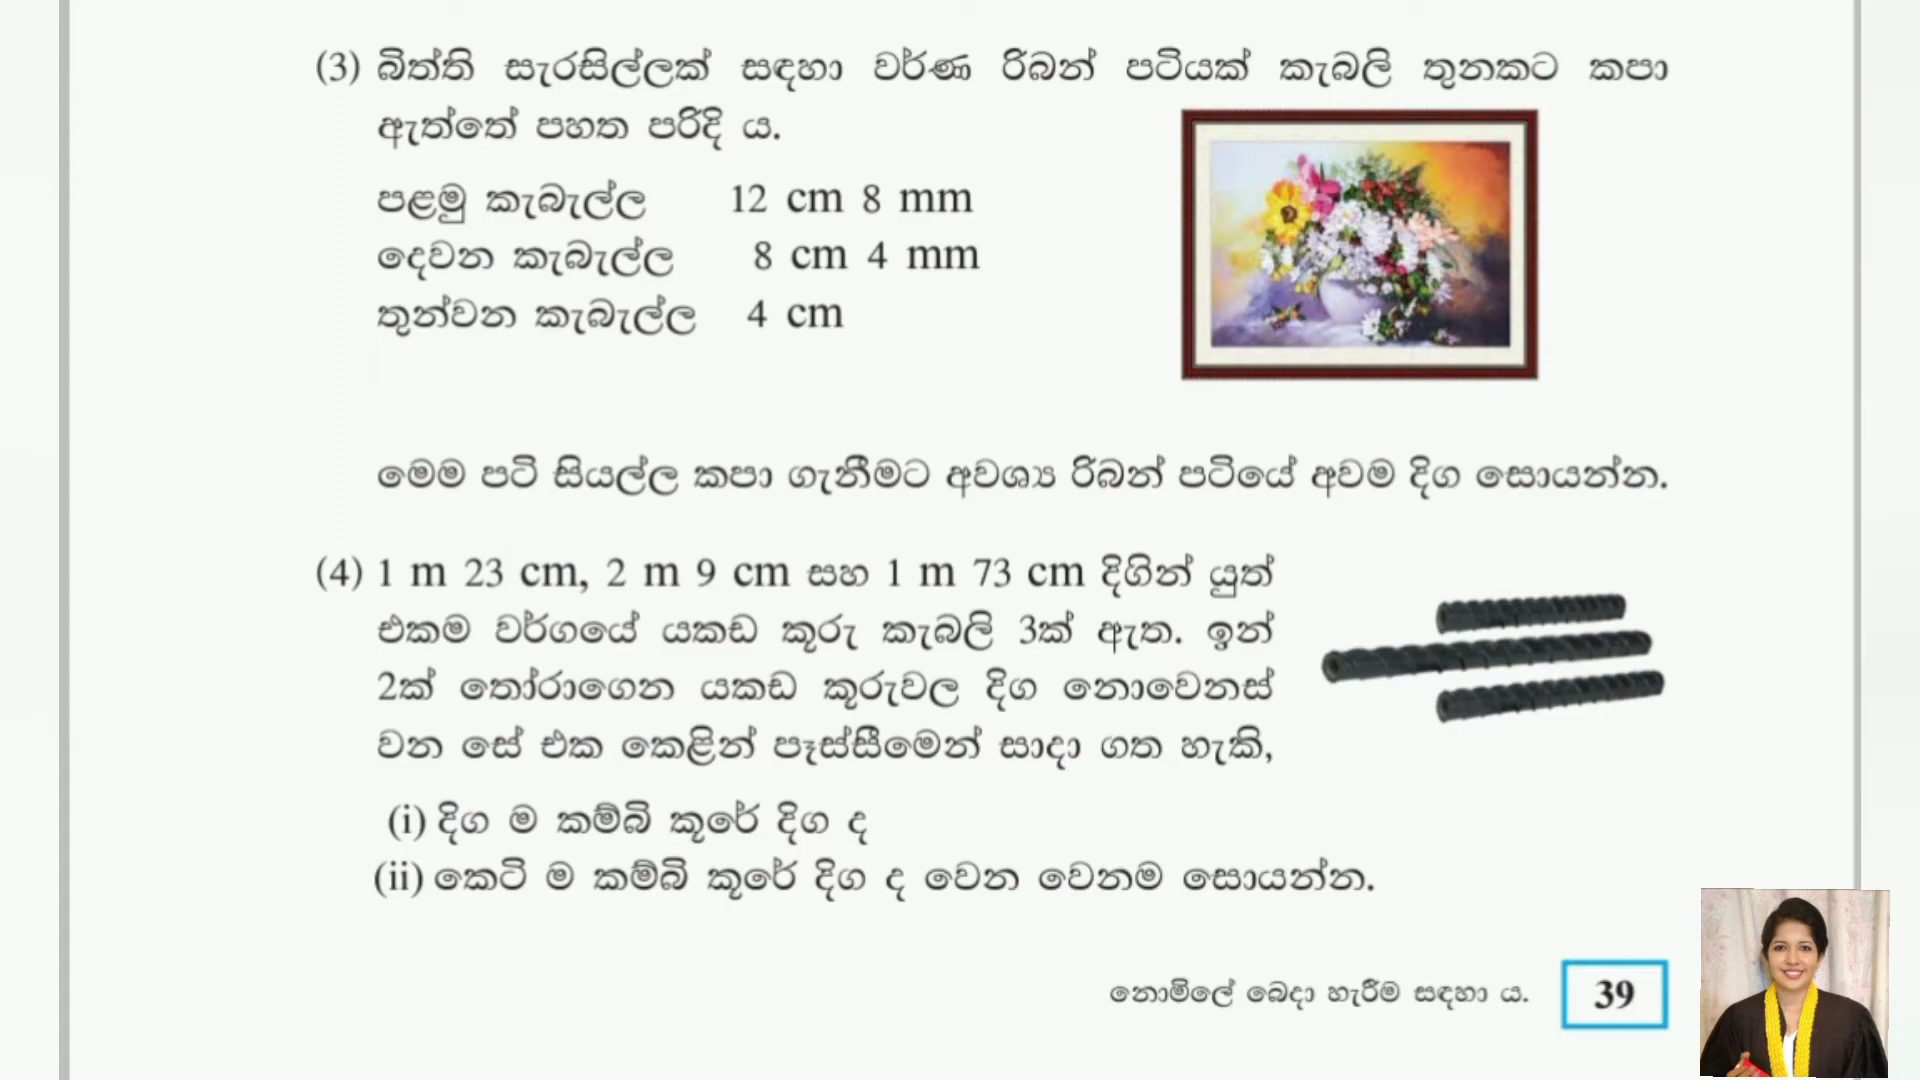 (3) බිත්ති සැරසිල්ලක් සඳහා වර්ණ රිබන් පටියක් කැබලි තුනකට කපා
ඇත්තේ පහත පරිදි ය.
පළමු කැබැල්ල 12 cm 8 mm
දෙවන කැබැල්ල 8 cm 4 mm
තුන්වන කැබැල්ල 4 cm
මෙම පටි සියල්ල කපා ගැනීමට අවශ්‍ය රිබන් පටියේ අවම දිග සොයන්න.
(4) 1 m 23 cm, 2 m 9 cm සහ 1 m 73 cm දිගින් යුත්
එකම වර්ගයේ යකඩ කූරු කැබලි 3ක් ඇත. ඉන්
2ක් තෝරාගෙන යකඩ කූරුවල දිග නොවෙනස්
වන සේ එක කෙළින් පෑස්සීමෙන් සාදා ගත හැකි,
(i) දිග ම කම්බි කූරේ දිග ද
(ii) කෙටි ම කම්බි කූරේ දිග ද වෙන වෙනම සොයන්න.
නොමිලේ බෙදා හැරීම සඳහා ය. 39